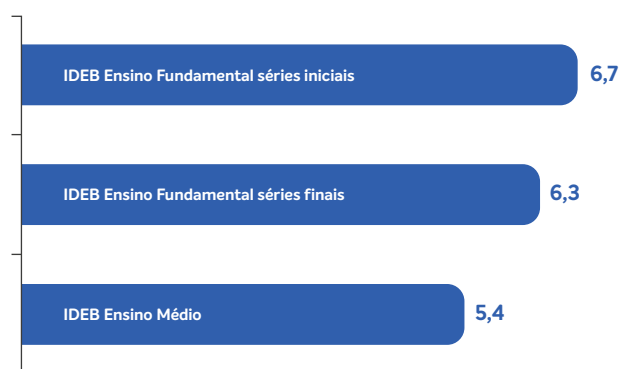 IDEB Ensino Fundamental séries iniciais
6,7
IDEB Ensino Fundamental séries finais
6,3
IDEB Ensino Médio
5,4